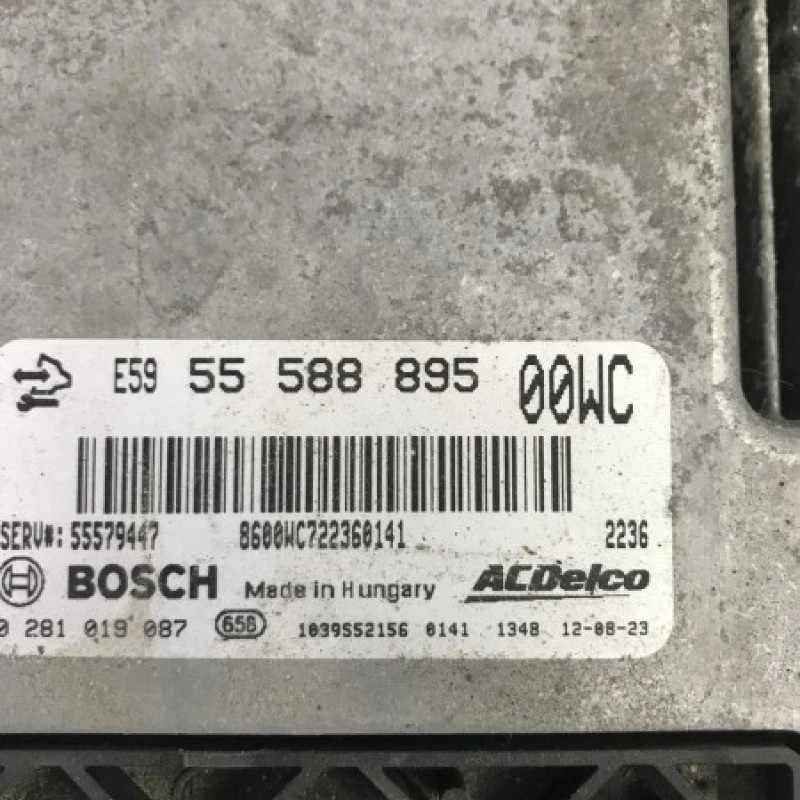 E59 55 588 895 00WC
SERV#: 55579447 8600WC722360141 2236
BOSCH Made in Hungary ACDelco
0 281 019 087 658 1039S52156 0141 1348 12-08-23